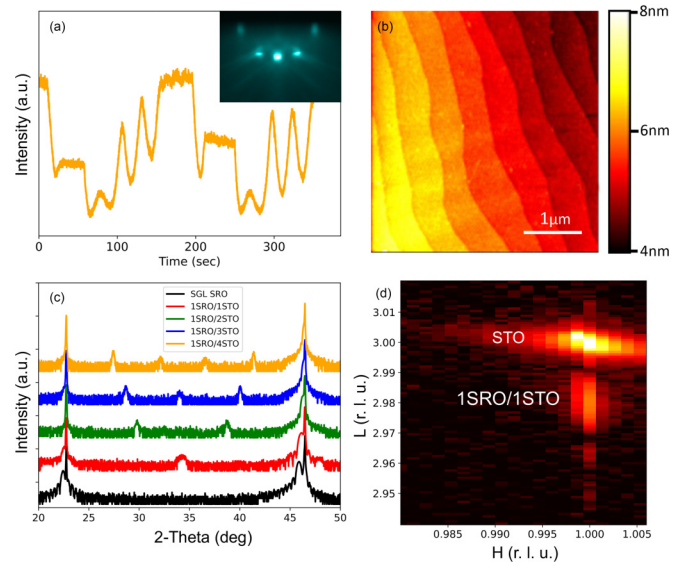 (a)
Intensity (a.u.)
0 100 200 300
Time (sec)
(b)
1μm
8nm
6nm
4nm
(c)
SGL SRO
1SRO/1STO
1SRO/2STO
1SRO/3STO
1SRO/4STO
Intensity (a.u.)
20 25 30 35 40 45 50
2-Theta (deg)
(d)
STO
1SRO/1STO
L (r. l. u.)
3.01
3.00
2.99
2.98
2.97
2.96
2.95
0.985 0.990 0.995 1.000 1.005
H (r. l. u.)